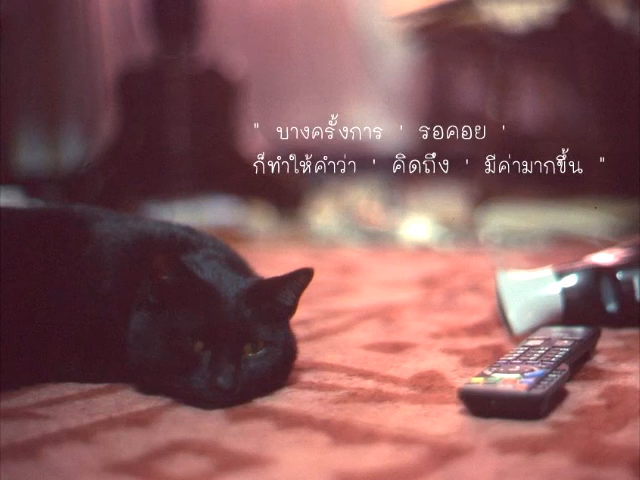 " บางครั้งการ ' รอคอย '
ก็ทำให้คำว่า ' คิดถึง ' มีค่ามากขึ้น "